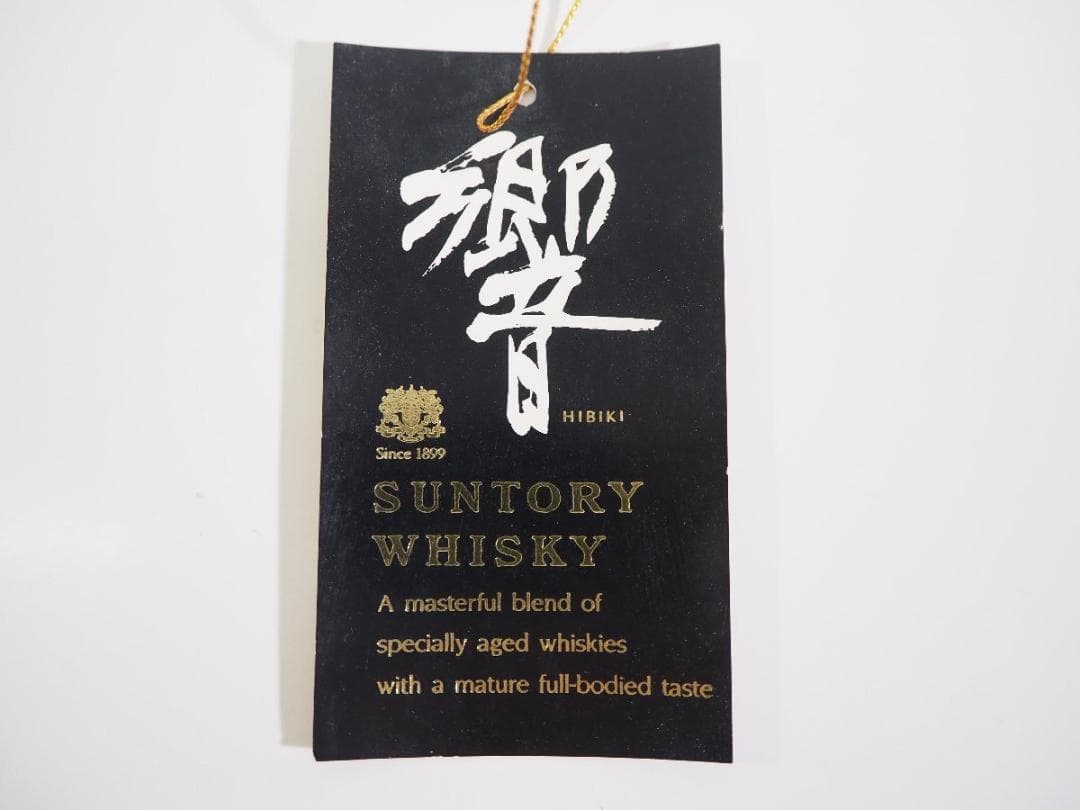 響
HIBIKI
Since 1899
SUNTORY
WHISKY
A masterful blend of
specially aged whiskies
with a mature full-bodied taste